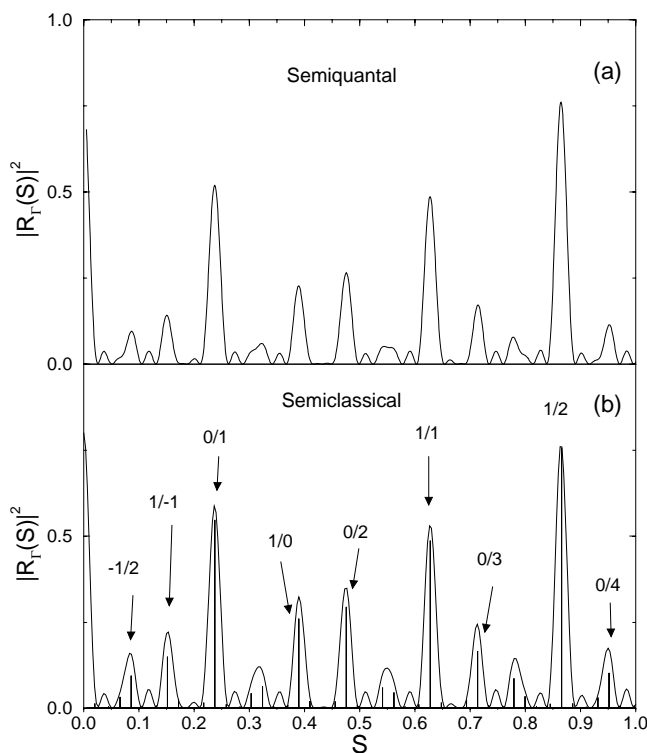 1.0
Semiquantal
(a)
|R_Γ(S)|²
0.5
0.0
Semiclassical
(b)
1/2
0/1
1/1
1/-1
|R_Γ(S)|²
0.5
1/0
0/2
0/3
-1/2
0/4
0.0
0.0 0.1 0.2 0.3 0.4 0.5 0.6 0.7 0.8 0.9 1.0
S